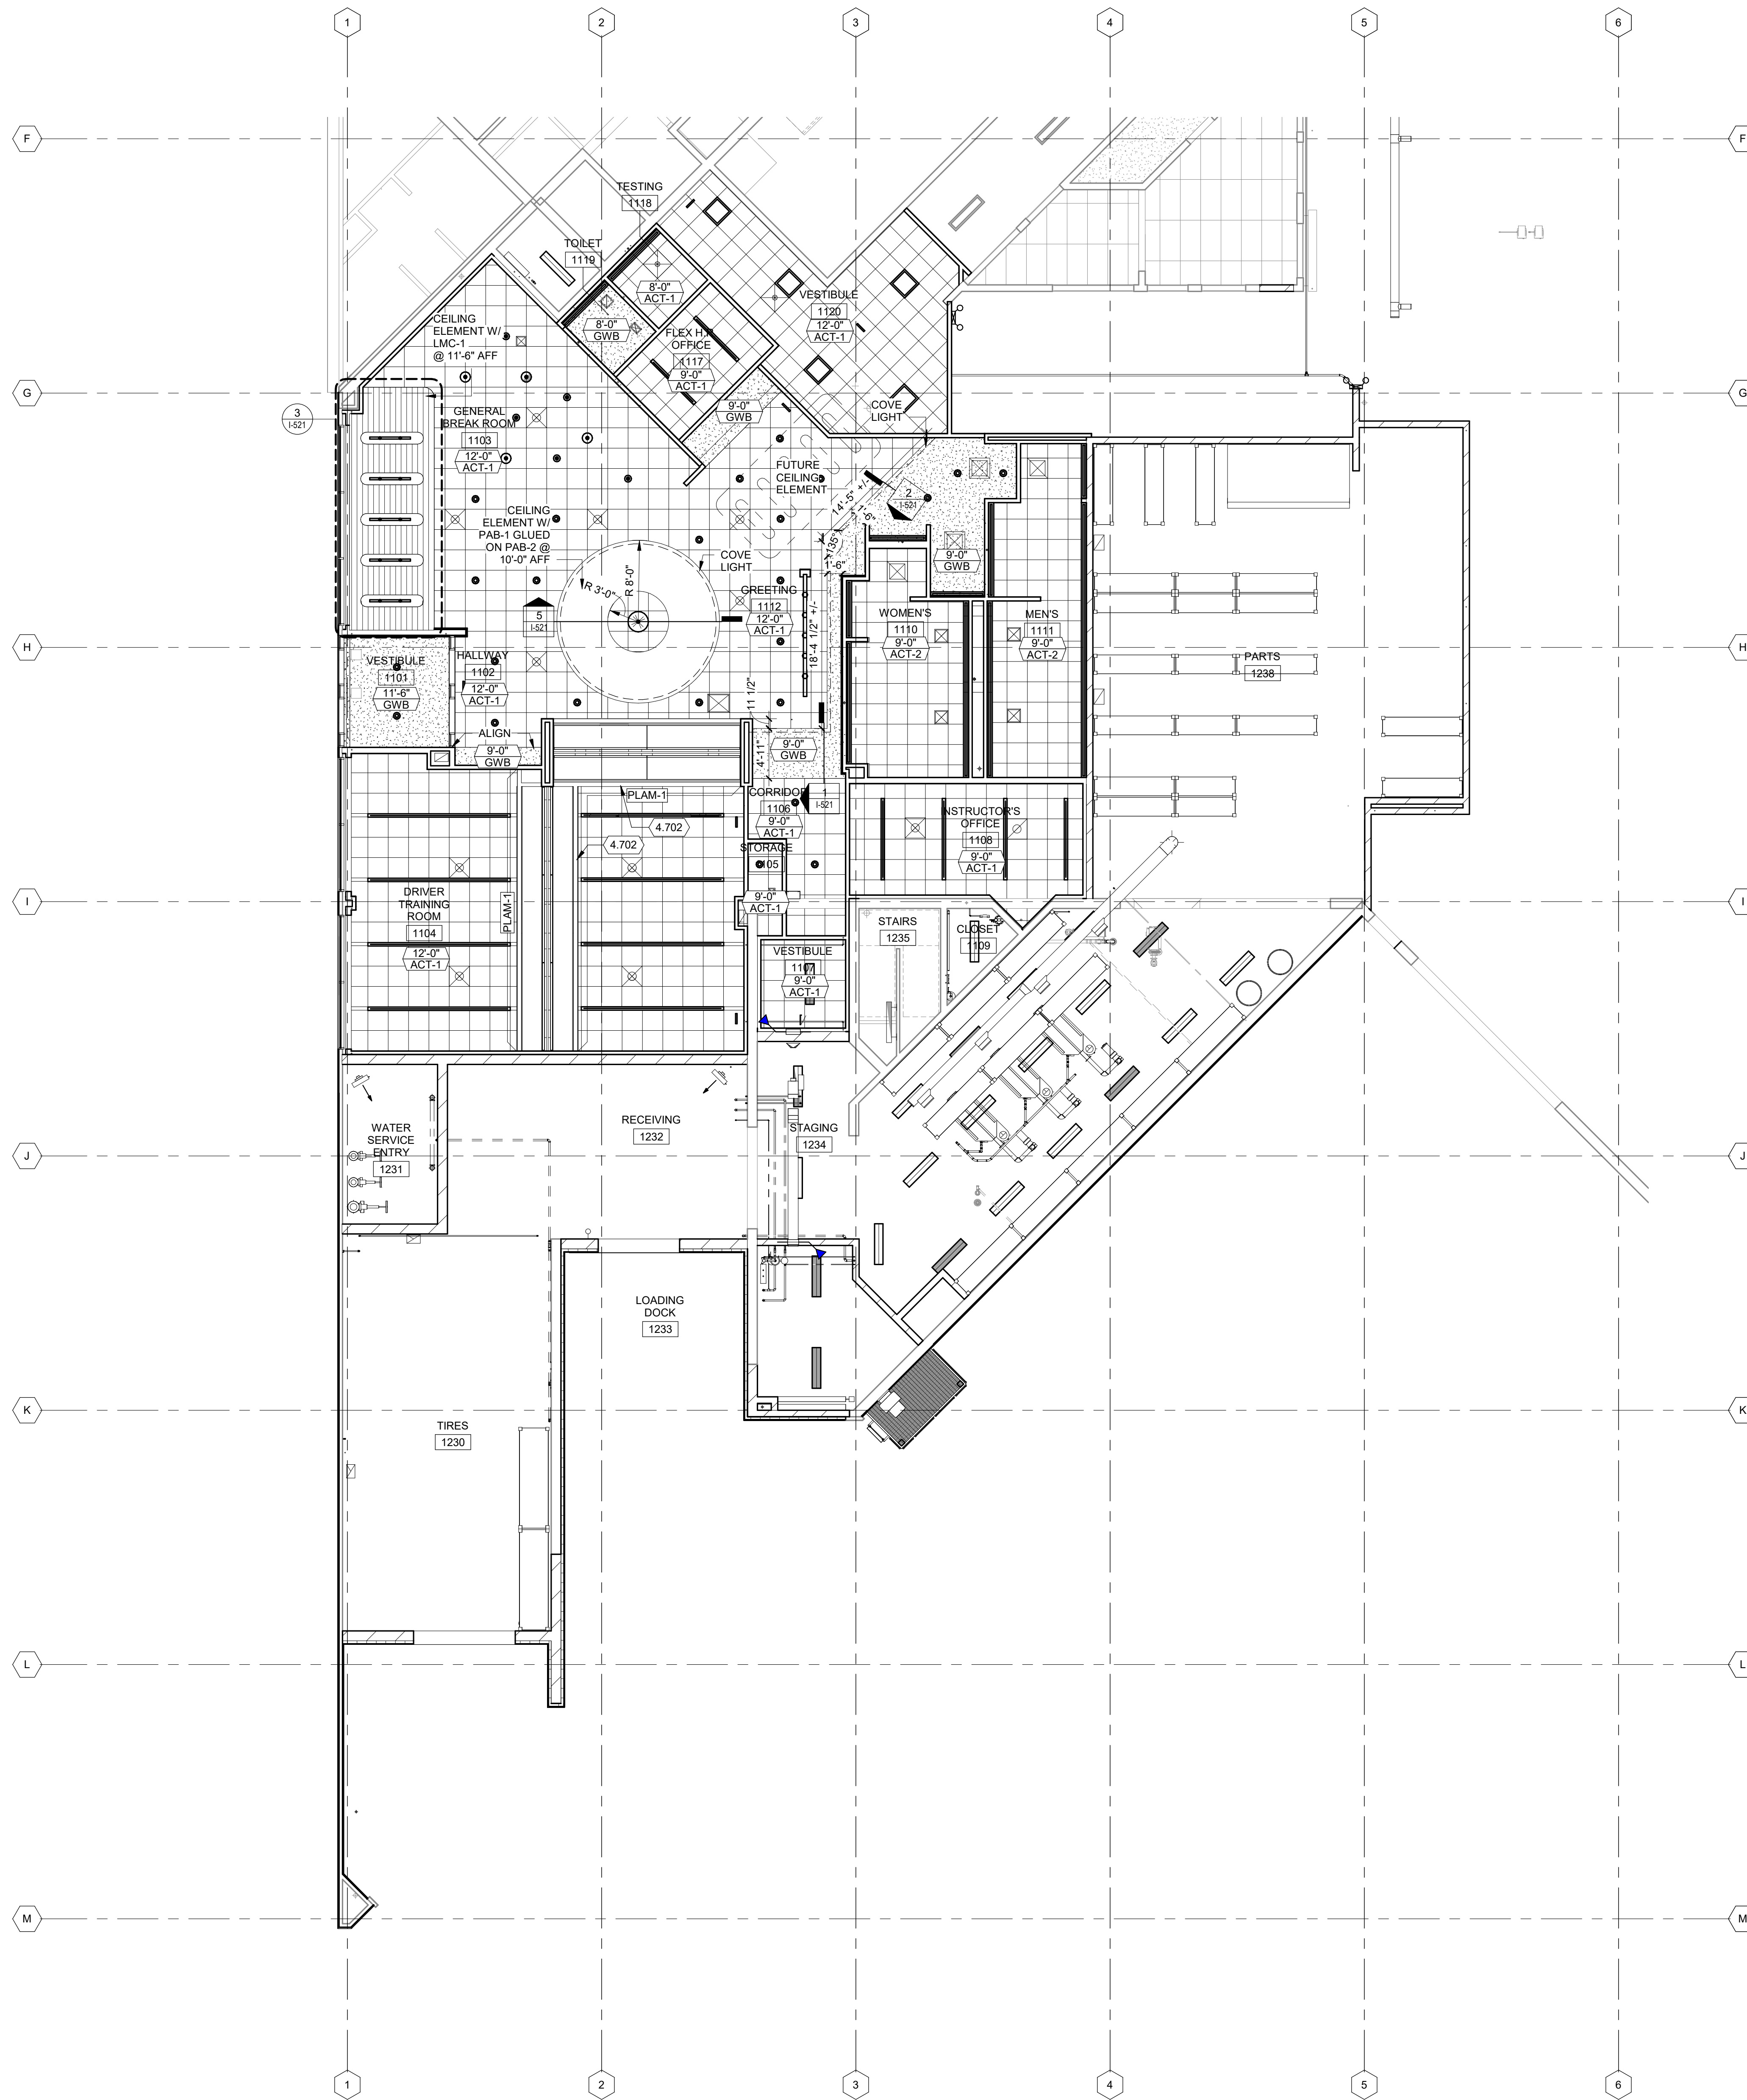 1
2
3
4
5
6
F
F
TESTING
1118
TOILET
1119
8'-0"
ACT-1
8'-0"
GWB
VESTIBULE
1120
12'-0"
ACT-1
CEILING
ELEMENT W/
LMC-1
@ 11'-6" AFF
FLEX H.R.
OFFICE
1117
9'-0"
ACT-1
G
G
3
I-521
GENERAL
BREAK ROOM
1103
12'-0"
ACT-1
9'-0"
GWB
COVE
LIGHT
FUTURE
CEILING
ELEMENT
14'-5" +/-
1'-6"
2
I-521
135°
1'-6"
CEILING
ELEMENT W/
PAB-1 GLUED
ON PAB-2 @
10'-0" AFF
COVE
LIGHT
R 3'-0"
R 8'-0"
9'-0"
GWB
5
I-521
GREETING
1112
12'-0"
ACT-1
18'-4 1/2" +/-
WOMEN'S
1110
9'-0"
ACT-2
MEN'S
1111
9'-0"
ACT-2
H
H
VESTIBULE
1101
11'-6"
GWB
HALLWAY
1102
12'-0"
ACT-1
PARTS
1238
11 1/2"
ALIGN
9'-0"
GWB
4'-11"
9'-0"
GWB
PLAM-1
4.702
4.702
CORRIDOR
1106
9'-0"
ACT-1
1
I-521
STORAGE
1105
9'-0"
ACT-1
INSTRUCTOR'S
OFFICE
1108
9'-0"
ACT-1
I
I
DRIVER
TRAINING
ROOM
1104
12'-0"
ACT-1
PLAM-1
STAIRS
1235
CLOSET
1109
VESTIBULE
1107
9'-0"
ACT-1
WATER
SERVICE
ENTRY
1231
RECEIVING
1232
STAGING
1234
J
J
LOADING
DOCK
1233
K
K
TIRES
1230
L
L
M
M
1
2
3
4
5
6